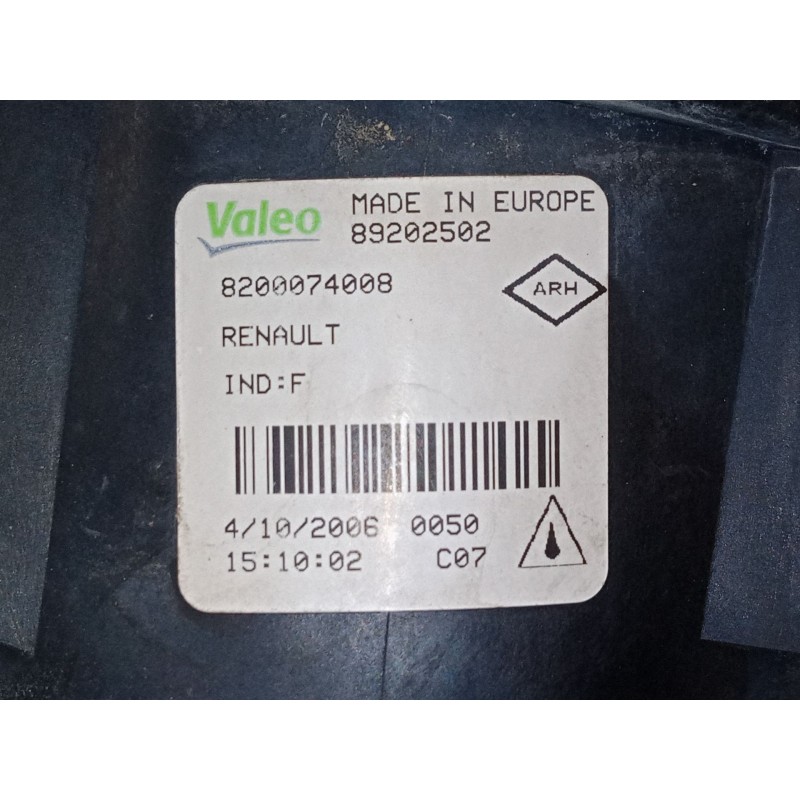 Valeo MADE IN EUROPE
89202502
8200074008
ARH
RENAULT
IND:F
4/10/2006 0050
15:10:02 C07